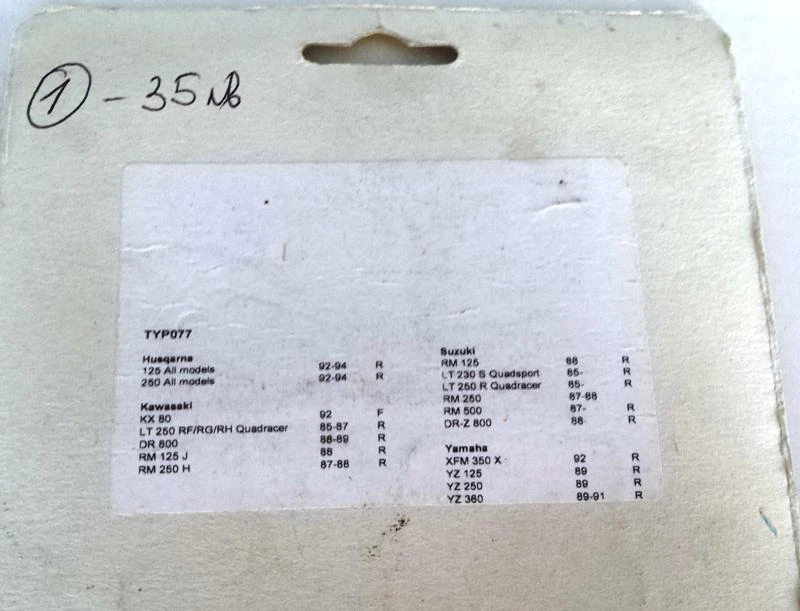 1 - 35 лв
TYP077
Husqarna
125 All models 92-94 R
250 All models 92-94 R
Kawasaki
KX 80 92 F
LT 250 RF/RG/RH Quadracer 85-87 R
DR 800 88-89 R
RM 125 J 88 R
RM 250 H 87-88 R
Suzuki
RM 125 88 R
LT 230 S Quadsport 85- R
LT 250 R Quadracer 85- R
RM 250 87-88
RM 500 87- R
DR-Z 800 88 R
Yamaha
XFM 350 X 92 R
YZ 125 89 R
YZ 250 89 R
YZ 360 89-91 R